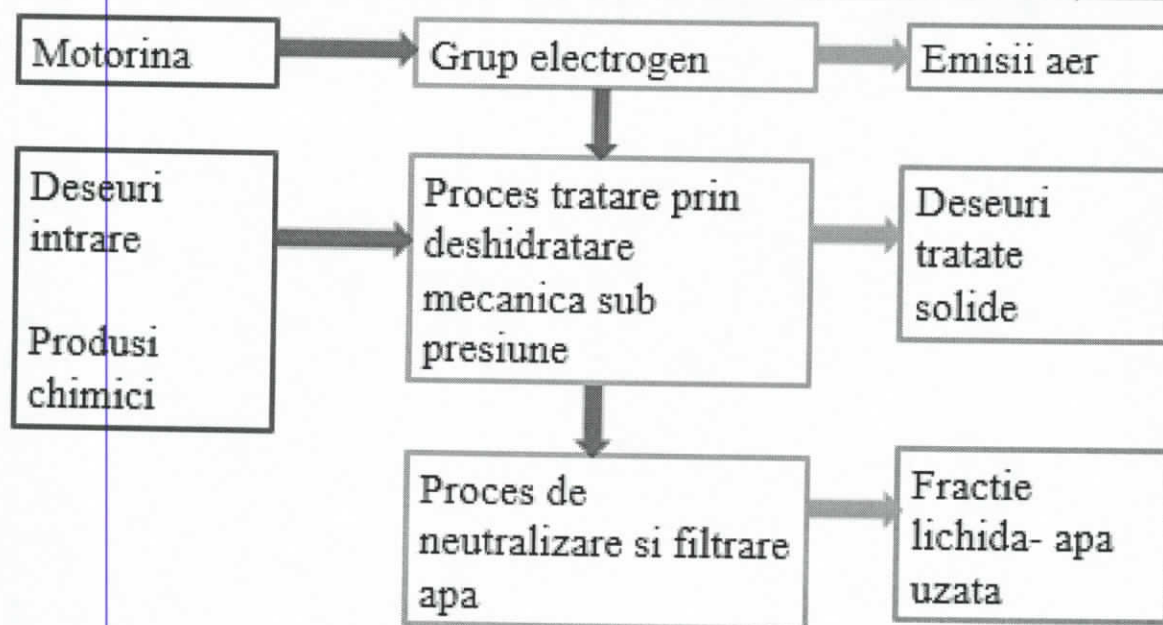 Motorina
Grup electrogen
Emisii aer
Deseuri
intrare
Produsi
chimici
Proces tratare prin
deshidratare
mecanica sub
presiune
Deseuri
tratate
solide
Proces de
neutralizare si filtrare
apa
Fractie
lichida- apa
uzata